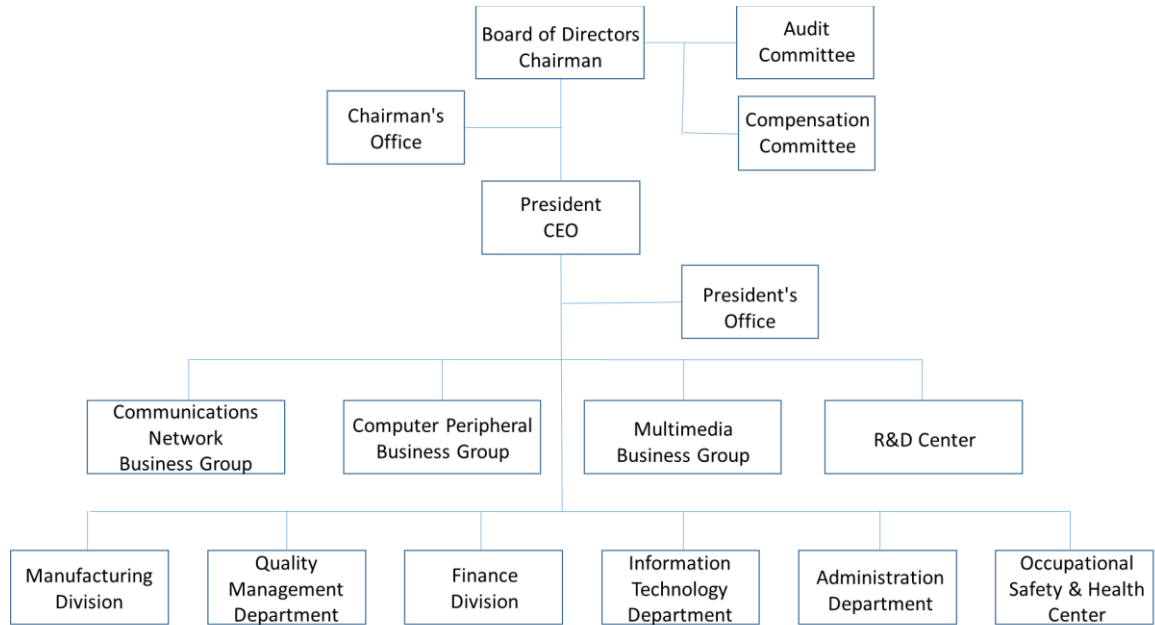 Board of Directors
Chairman
Audit
Committee
Chairman's
Office
Compensation
Committee
President
CEO
President's
Office
Communications
Network
Business Group
Computer Peripheral
Business Group
Multimedia
Business Group
R&D Center
Manufacturing
Division
Quality
Management
Department
Finance
Division
Information
Technology
Department
Administration
Department
Occupational
Safety & Health
Center